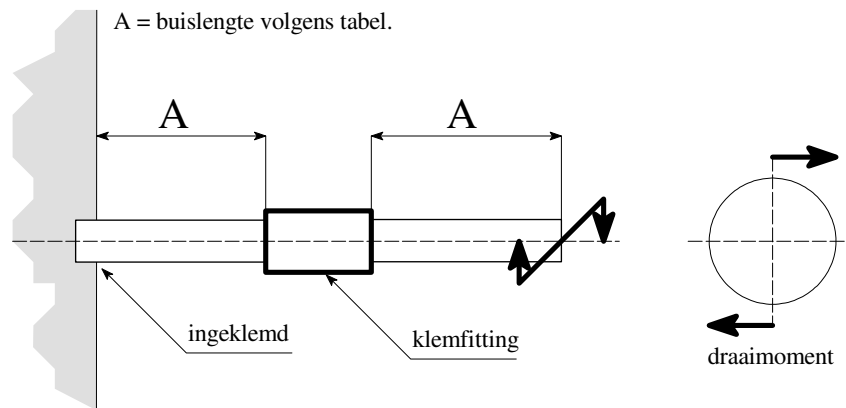 A = buislengte volgens tabel.
A
A
ingeklemd
klemfitting
draaimoment